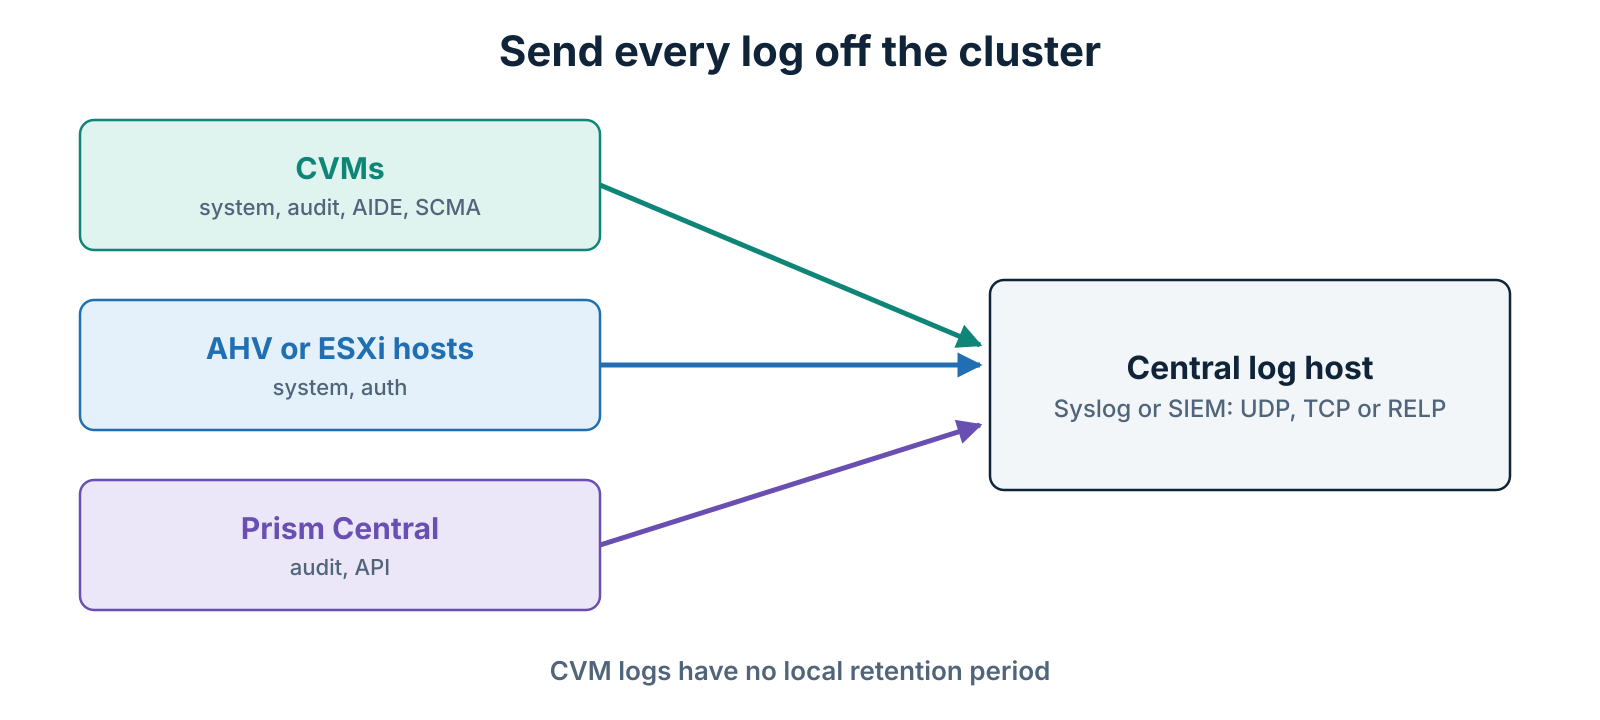 Send every log off the cluster
CVMs
system, audit, AIDE, SCMA
AHV or ESXi hosts
system, auth
Prism Central
audit, API
Central log host
Syslog or SIEM: UDP, TCP or RELP
CVM logs have no local retention period